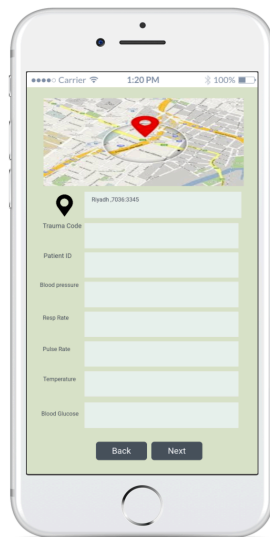 Carrier 1:20 PM 100%
Riyadh ,7036:3345
Trauma Code
Patient ID
Blood pressure
Resp Rate
Pulse Rate
Temperature
Blood Glucose
Back Next